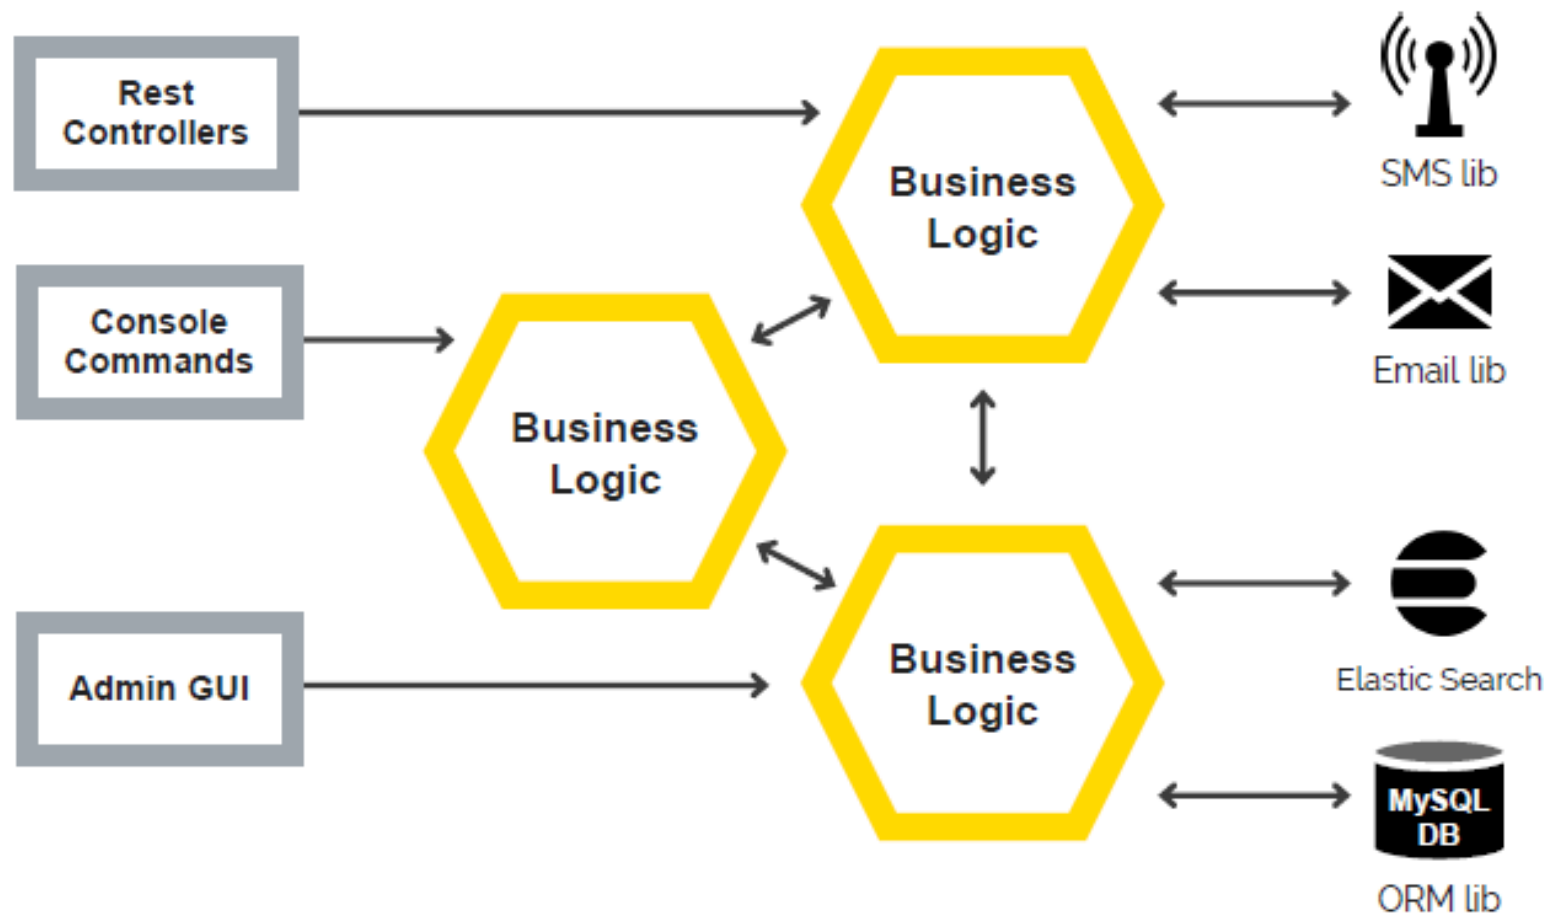 Rest
Controllers
Business
Logic
SMS lib
Console
Commands
Email lib
Business
Logic
Admin GUI
Business
Logic
Elastic Search
MySQL
DB
ORM lib